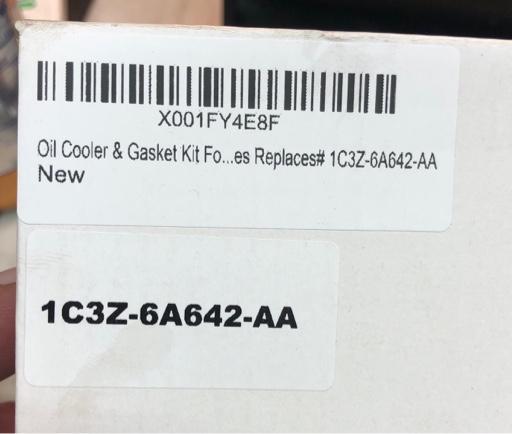 X001FY4E8F
Oil Cooler & Gasket Kit Fo...es Replaces# 1C3Z-6A642-AA
New
1C3Z-6A642-AA